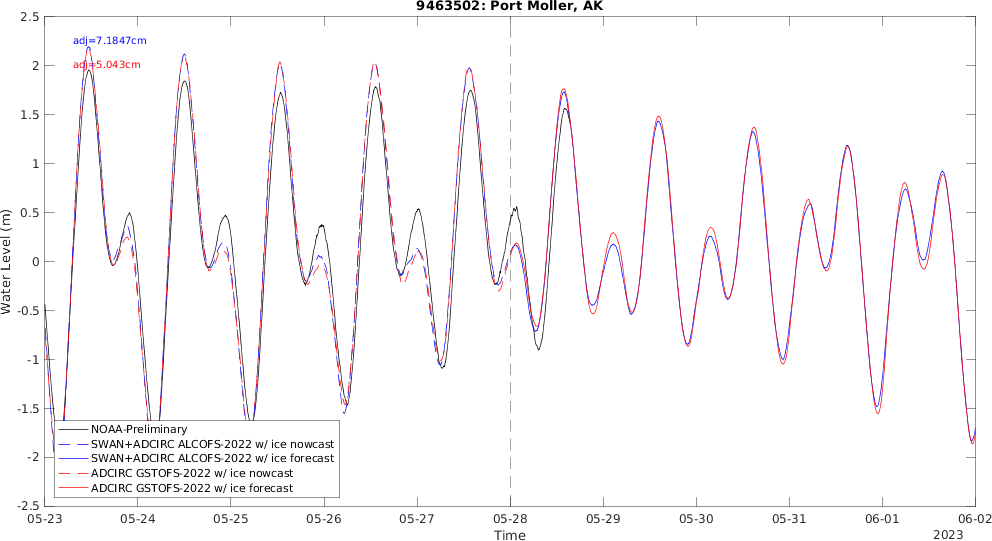 9463502: Port Moller, AK
2.5
2
1.5
1
0.5
0
-0.5
-1
-1.5
-2
-2.5
Water Level (m)
adj=7.1847cm
adj=5.043cm
NOAA-Preliminary
SWAN+ADCIRC ALCOFS-2022 w/ ice nowcast
SWAN+ADCIRC ALCOFS-2022 w/ ice forecast
ADCIRC GSTOFS-2022 w/ ice nowcast
ADCIRC GSTOFS-2022 w/ ice forecast
05-23 05-24 05-25 05-26 05-27 05-28 05-29 05-30 05-31 06-01 06-02
Time
2023